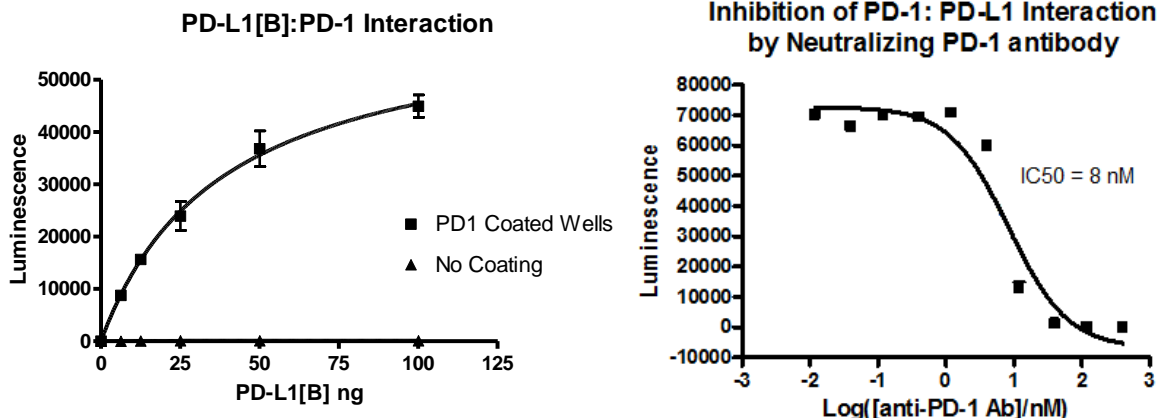 PD-L1[B]:PD-1 Interaction
50000
40000
30000
20000
10000
0
Luminescence
0 25 50 75 100 125
PD-L1[B] ng
PD1 Coated Wells
No Coating
Inhibition of PD-1: PD-L1 Interaction
by Neutralizing PD-1 antibody
80000
70000
60000
50000
40000
30000
20000
10000
0
-10000
Luminescence
IC50 = 8 nM
-3 -2 -1 0 1 2 3
Log([anti-PD-1 Ab]/nM)